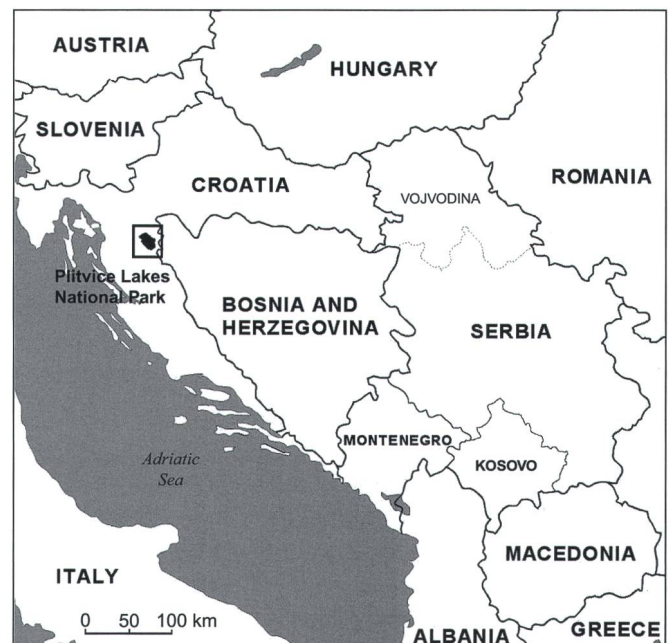 AUSTRIA
HUNGARY
SLOVENIA
CROATIA
VOJVODINA
ROMANIA
Plitvice Lakes
National Park
BOSNIA AND
HERZEGOVINA
SERBIA
MONTENEGRO
KOSOVO
Adriatic
Sea
MACEDONIA
ITALY
0 50 100 km
ALBANIA
GREECE